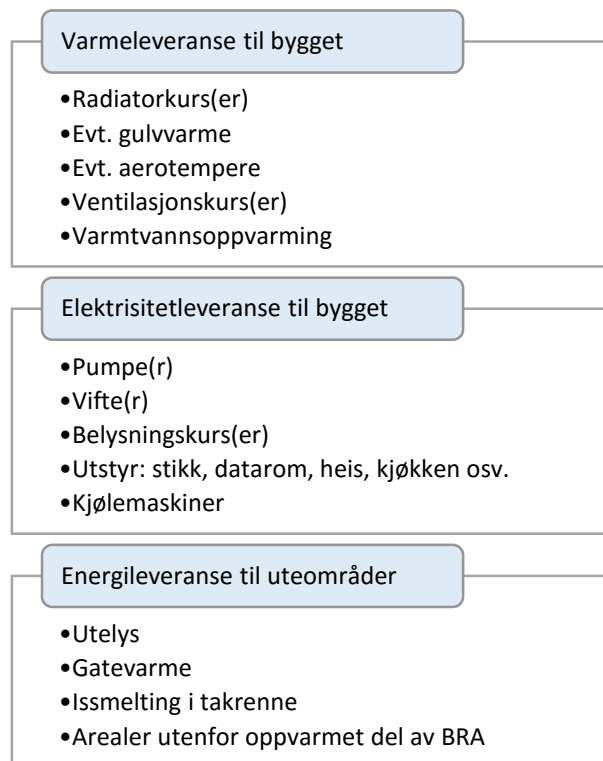 Varmeleveranse til bygget
•Radiatorkurs(er)
•Evt. gulvvarme
•Evt. aerotempere
•Ventilasjonskurs(er)
•Varmtvannsoppvarming
Elektrisitetleveranse til bygget
•Pumpe(r)
•Vifte(r)
•Belysningskurs(er)
•Utstyr: stikk, datarom, heis, kjøkken osv.
•Kjølemaskiner
Energileveranse til uteområder
•Utelys
•Gatevarme
•Issmelting i takrenne
•Arealer utenfor oppvarmet del av BRA